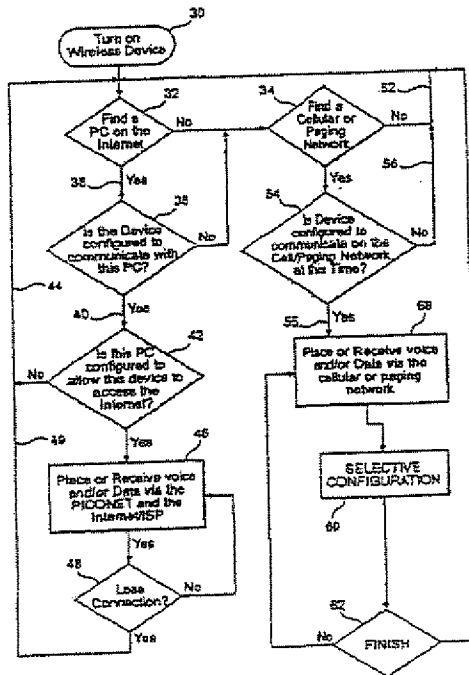 30
Turn on
Wireless Device
32
Find a
PC on the
Internet
No
34
Find a
Cellular or
Paging
Network
No
52
56
36
Yes
38
Is the Device
configured to
communicate with
this PC?
No
54
Yes
Is Device
configured to
communicate on the
Cell/Paging Network
at this Time?
No
44
40
Yes
42
Is this PC
configured to
allow this device to
access the
Internet?
No
49
Yes
55
Yes
58
Place or Receive voice
and/or Data via the
cellular or paging
network
46
Place or Receive voice
and/or Data via the
PICONET and the
Internet/ISP
SELECTIVE
CONFIGURATION
60
Yes
48
Lose
Connection?
No
Yes
62
No
FINISH